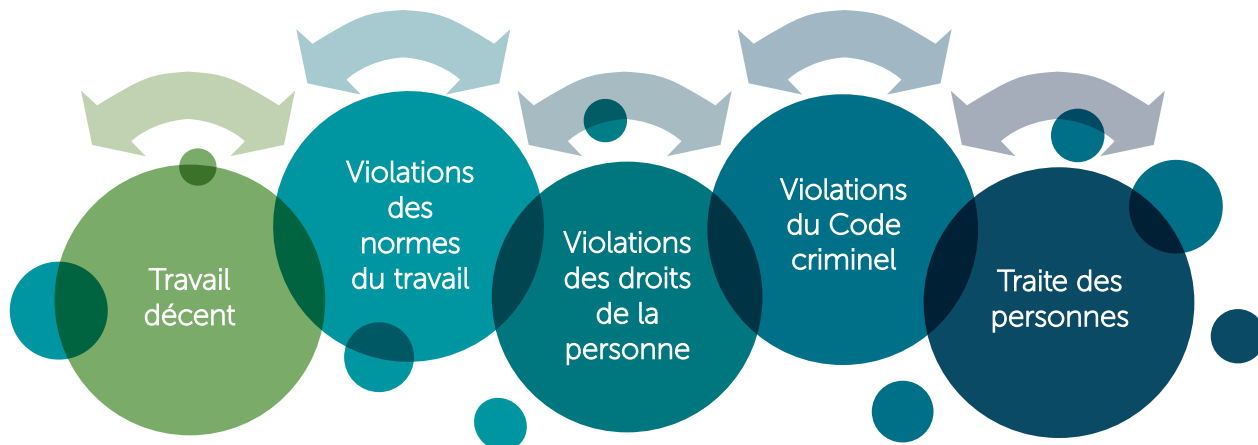 Travail
décent
Violations
des
normes
du travail
Violations
des droits
de la
personne
Violations
du Code
criminel
Traite des
personnes